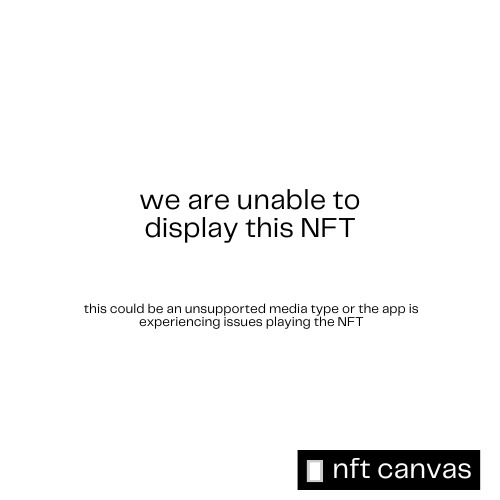 we are unable to
display this NFT
this could be an unsupported media type or the app is
experiencing issues playing the NFT
nft canvas